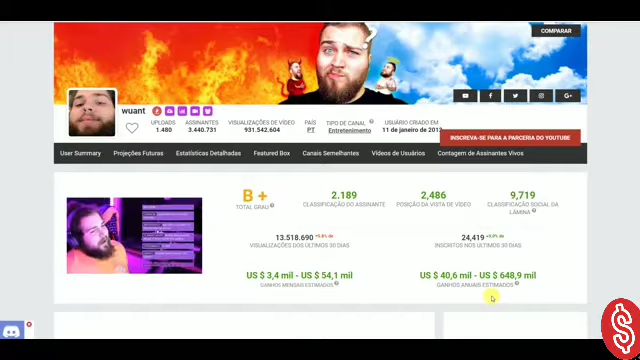 ?
COMPARAR
wuant
UPLOADS
1.480
ASSINANTES
3.440.731
VISUALIZAÇÕES DE VÍDEO
931.542.604
PAÍS
PT
TIPO DE CANAL
Entretenimento
USUÁRIO CRIADO EM
11 de janeiro de 2013
INSCREVA-SE PARA A PARCERIA DO YOUTUBE
User Summary Projeções Futuras Estatísticas Detalhadas Featured Box Canais Semelhantes Vídeos de Usuários Contagem de Assinantes Vivos
B +
TOTAL GRAU
2.189
CLASSIFICAÇÃO DO ASSINANTE
2,486
POSIÇÃO DA VISTA DE VÍDEO
9,719
CLASSIFICAÇÃO SOCIAL DA
LÂMINA
13.518.690
VISUALIZAÇÕES DOS ÚLTIMOS 30 DIAS
24,419
INSCRITOS NOS ÚLTIMOS 30 DIAS
US $ 3,4 mil - US $ 54,1 mil
GANHOS MENSAIS ESTIMADOS
US $ 40,6 mil - US $ 648,9 mil
GANHOS ANUAIS ESTIMADOS
$